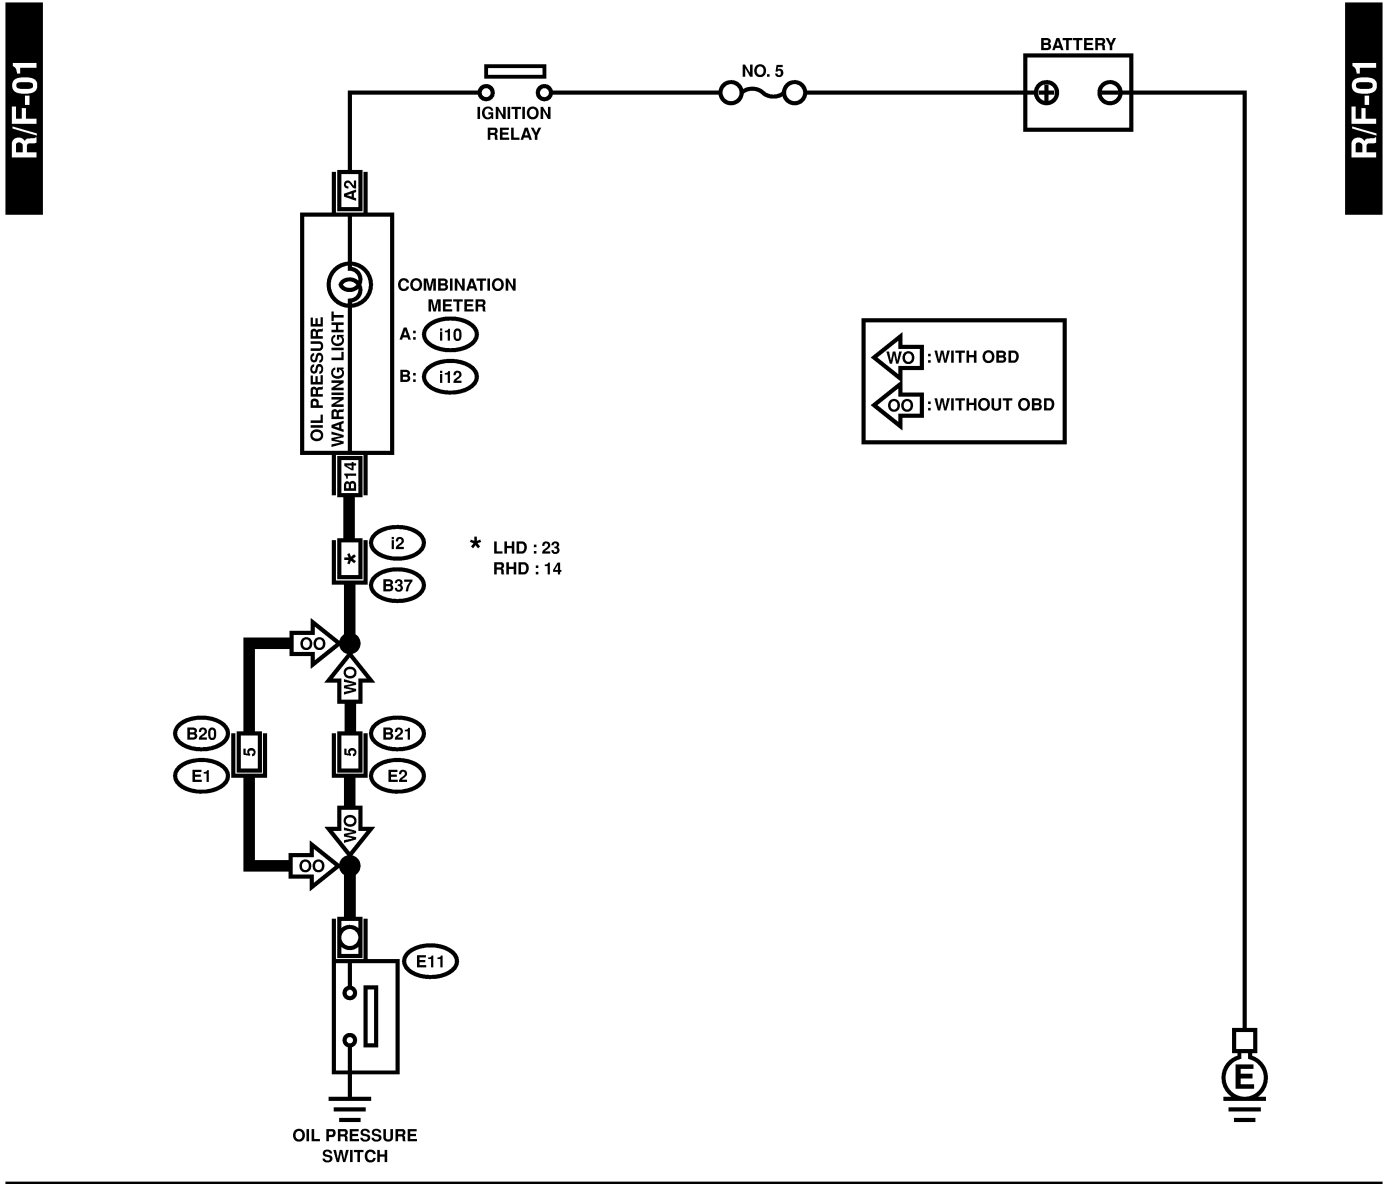 R/F-01
R/F-01
BATTERY
NO. 5
IGNITION
RELAY
A2
OIL PRESSURE
WARNING LIGHT
COMBINATION
METER
A: i10
B: i12
WO : WITH OBD
OO : WITHOUT OBD
B14
i2
*
B37
* LHD : 23
RHD : 14
OO
WO
B20
5
E1
B21
5
E2
WO
OO
E11
E
OIL PRESSURE
SWITCH